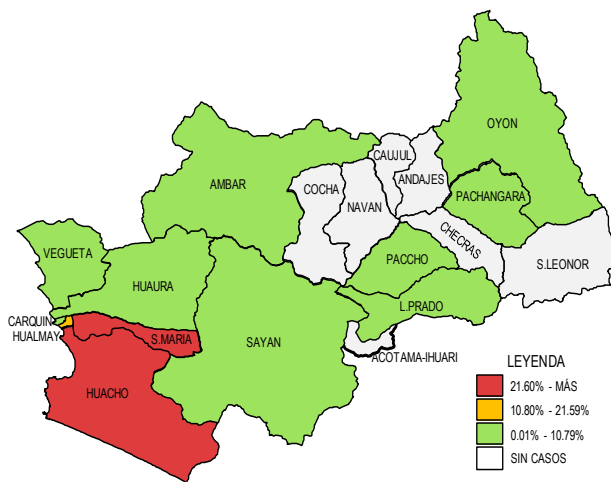 OYON
CAUJUL
ANDAJES
AMBAR
COCHA
NAVAN
PACHANGARA
CHECRAS
VEGUETA
HUAURA
PACCHO
S.LEONOR
L.PRADO
CARQUIN
HUALMAY
S.MARIA
SAYAN
ACOTAMA-IHUARI
HUACHO
LEYENDA
21.60% - MÁS
10.80% - 21.59%
0.01% - 10.79%
SIN CASOS